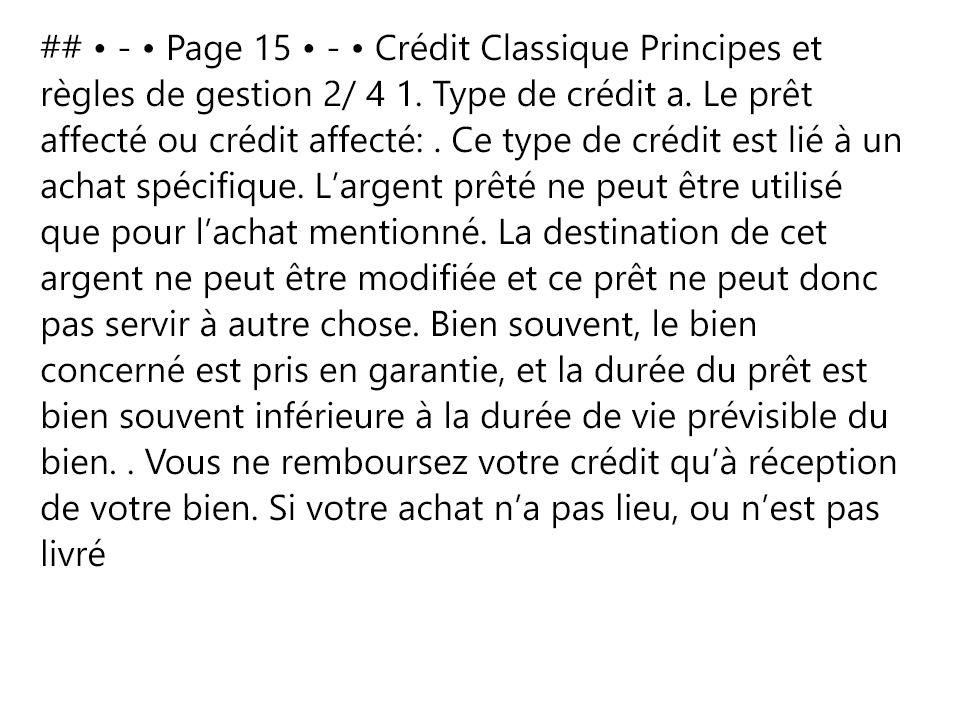 ## • - • Page 15 • - • Crédit Classique Principes et
règles de gestion 2/ 4 1. Type de crédit a. Le prêt
affecté ou crédit affecté: . Ce type de crédit est lié à un
achat spécifique. L’argent prêté ne peut être utilisé
que pour l’achat mentionné. La destination de cet
argent ne peut être modifiée et ce prêt ne peut donc
pas servir à autre chose. Bien souvent, le bien
concerné est pris en garantie, et la durée du prêt est
bien souvent inférieure à la durée de vie prévisible du
bien. . Vous ne remboursez votre crédit qu’à réception
de votre bien. Si votre achat n’a pas lieu, ou n’est pas
livré